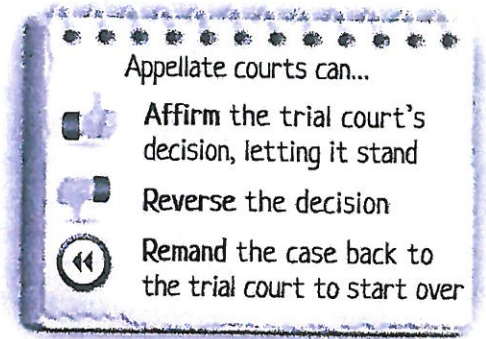 Appellate courts can...
Affirm the trial court's
decision, letting it stand
Reverse the decision
Remand the case back to
the trial court to start over